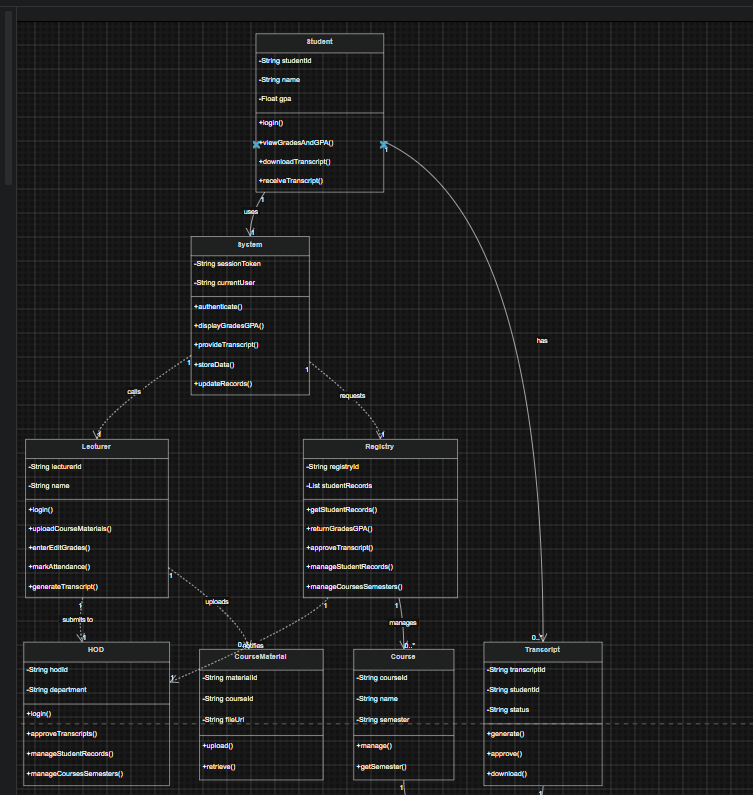 Student
-String studentId
-String name
-Float gpa
+login()
+viewGradesAndGPA()
+downloadTranscript()
+receiveTranscript()
1
1
uses
1
System
-String sessionToken
-String currentUser
+authenticate()
+displayGradesGPA()
+provideTranscript()
+storeData()
+updateRecords()
has
1
1
calls
requests
1
1
Lecturer
-String lecturerId
-String name
+login()
+uploadCourseMaterials()
+enterEditGrades()
+markAttendance()
+generateTranscript()
Registry
-String registryId
-List studentRecords
+getStudentRecords()
+returnGradesGPA()
+approveTranscript()
+manageStudentRecords()
+manageCoursesSemesters()
1
1
1
1
uploads
submits to
manages
1
0..*
0..*
1
HOD
-String hodId
-String department
+login()
+approveTranscripts()
+manageStudentRecords()
+manageCoursesSemesters()
CourseMaterial
-String materialId
-String courseId
-String fileUrl
+upload()
+retrieve()
Course
-String courseId
-String name
-String semester
+manage()
+getSemester()
Transcript
-String transcriptId
-String studentId
-String status
+generate()
+approve()
+download()
1
1